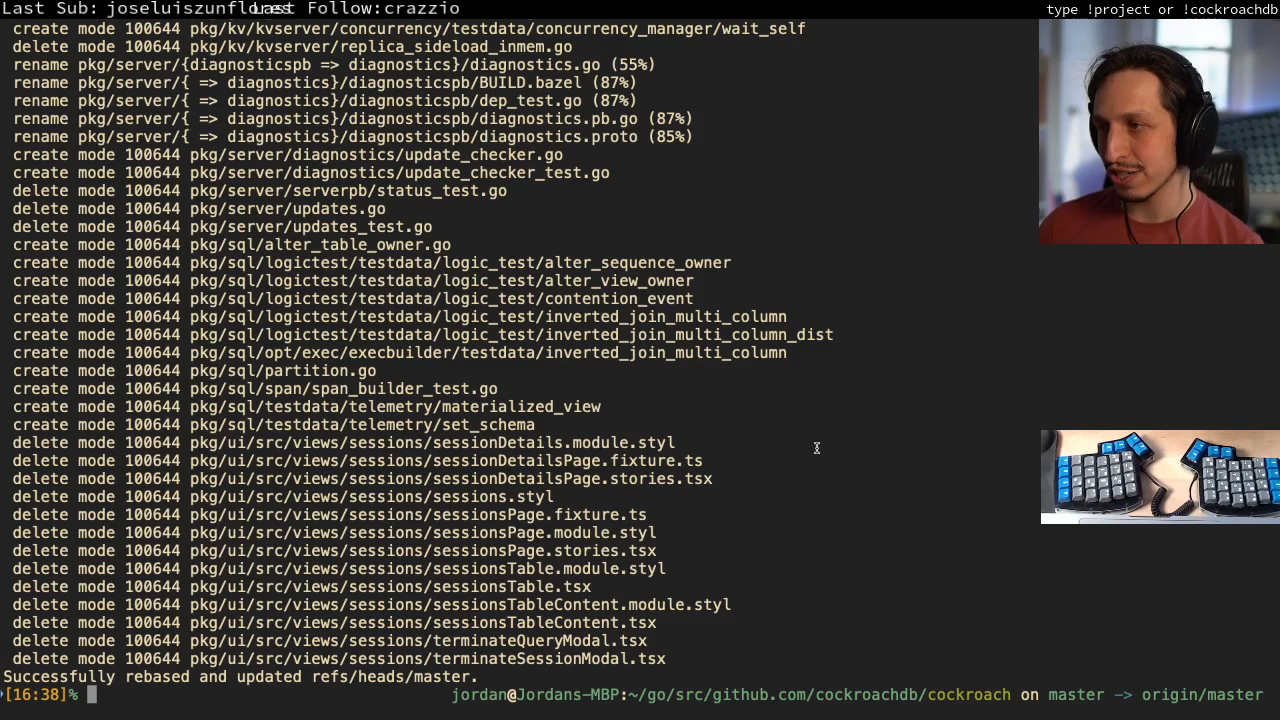 Last Sub: joseluiszunflores Follow:crazzio
type !project or !cockroachdb
create mode 100644 pkg/kv/kvserver/concurrency/testdata/concurrency_manager/wait_self
delete mode 100644 pkg/kv/kvserver/replica_sideload_inmem.go
rename pkg/server/{diagnosticspb => diagnostics}/diagnostics.go (55%)
rename pkg/server/{ => diagnostics}/diagnosticspb/BUILD.bazel (87%)
rename pkg/server/{ => diagnostics}/diagnosticspb/dep_test.go (87%)
rename pkg/server/{ => diagnostics}/diagnosticspb/diagnostics.pb.go (87%)
rename pkg/server/{ => diagnostics}/diagnosticspb/diagnostics.proto (85%)
create mode 100644 pkg/server/diagnostics/update_checker.go
create mode 100644 pkg/server/diagnostics/update_checker_test.go
delete mode 100644 pkg/server/serverpb/status_test.go
delete mode 100644 pkg/server/updates.go
delete mode 100644 pkg/server/updates_test.go
create mode 100644 pkg/sql/alter_table_owner.go
create mode 100644 pkg/sql/logictest/testdata/logic_test/alter_sequence_owner
create mode 100644 pkg/sql/logictest/testdata/logic_test/alter_view_owner
create mode 100644 pkg/sql/logictest/testdata/logic_test/contention_event
create mode 100644 pkg/sql/logictest/testdata/logic_test/inverted_join_multi_column
create mode 100644 pkg/sql/logictest/testdata/logic_test/inverted_join_multi_column_dist
create mode 100644 pkg/sql/opt/exec/execbuilder/testdata/inverted_join_multi_column
create mode 100644 pkg/sql/partition.go
create mode 100644 pkg/sql/span/span_builder_test.go
create mode 100644 pkg/sql/testdata/telemetry/materialized_view
create mode 100644 pkg/sql/testdata/telemetry/set_schema
delete mode 100644 pkg/ui/src/views/sessions/sessionDetails.module.styl
delete mode 100644 pkg/ui/src/views/sessions/sessionDetailsPage.fixture.ts
delete mode 100644 pkg/ui/src/views/sessions/sessionDetailsPage.stories.tsx
delete mode 100644 pkg/ui/src/views/sessions/sessions.styl
delete mode 100644 pkg/ui/src/views/sessions/sessionsPage.fixture.ts
delete mode 100644 pkg/ui/src/views/sessions/sessionsPage.module.styl
delete mode 100644 pkg/ui/src/views/sessions/sessionsPage.stories.tsx
delete mode 100644 pkg/ui/src/views/sessions/sessionsTable.module.styl
delete mode 100644 pkg/ui/src/views/sessions/sessionsTable.tsx
delete mode 100644 pkg/ui/src/views/sessions/sessionsTableContent.module.styl
delete mode 100644 pkg/ui/src/views/sessions/sessionsTableContent.tsx
delete mode 100644 pkg/ui/src/views/sessions/terminateQueryModal.tsx
delete mode 100644 pkg/ui/src/views/sessions/terminateSessionModal.tsx
Successfully rebased and updated refs/heads/master.
[16:38]% jordan@Jordans-MBP:~/go/src/github.com/cockroachdb/cockroach on master -> origin/master